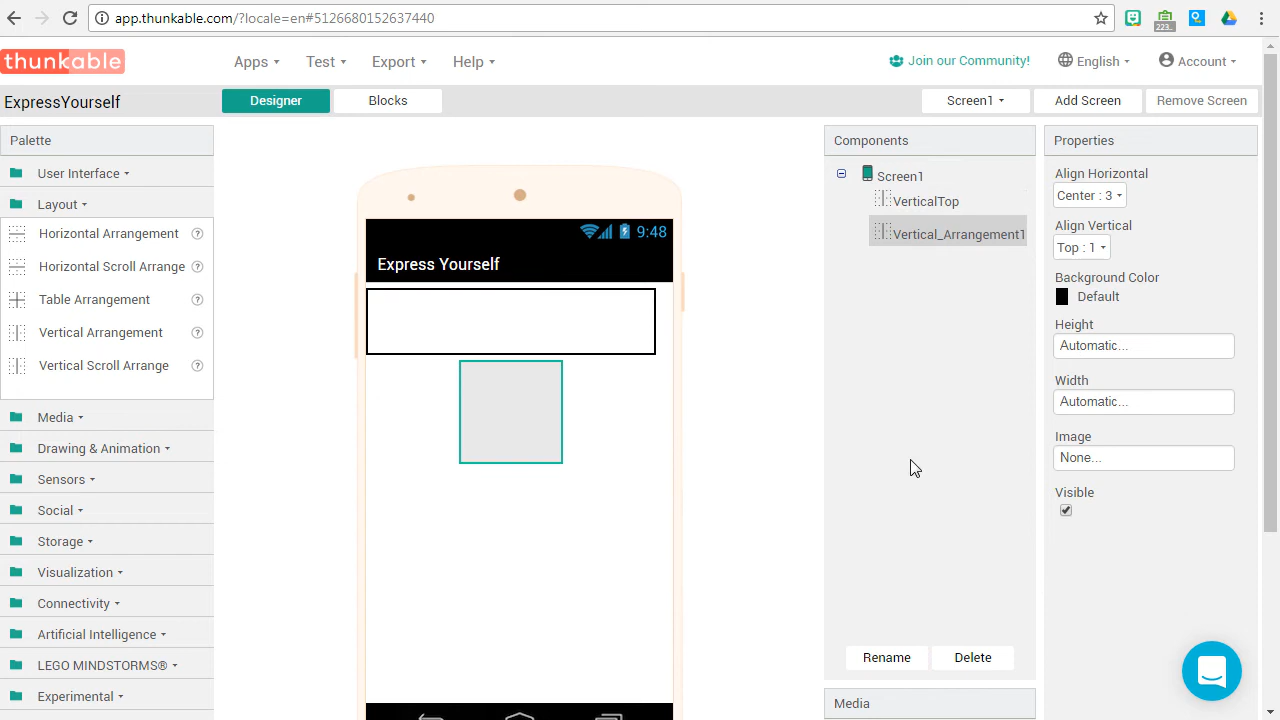 app.thunkable.com/?locale=en#5126680152637440
223..
thunkable
Apps
Test
Export
Help
Join our Community!
English
Account
ExpressYourself
Designer
Blocks
Screen1
Add Screen
Remove Screen
Palette
User Interface
Layout
Horizontal Arrangement
?
Horizontal Scroll Arrange
?
Table Arrangement
?
Vertical Arrangement
?
Vertical Scroll Arrange
?
Media
Drawing & Animation
Sensors
Social
Storage
Visualization
Connectivity
Artificial Intelligence
LEGO MINDSTORMS®
Experimental
9:48
Express Yourself
Components
Screen1
VerticalTop
Vertical_Arrangement1
Rename
Delete
Media
Properties
Align Horizontal
Center : 3
Align Vertical
Top : 1
Background Color
Default
Height
Automatic...
Width
Automatic...
Image
None...
Visible